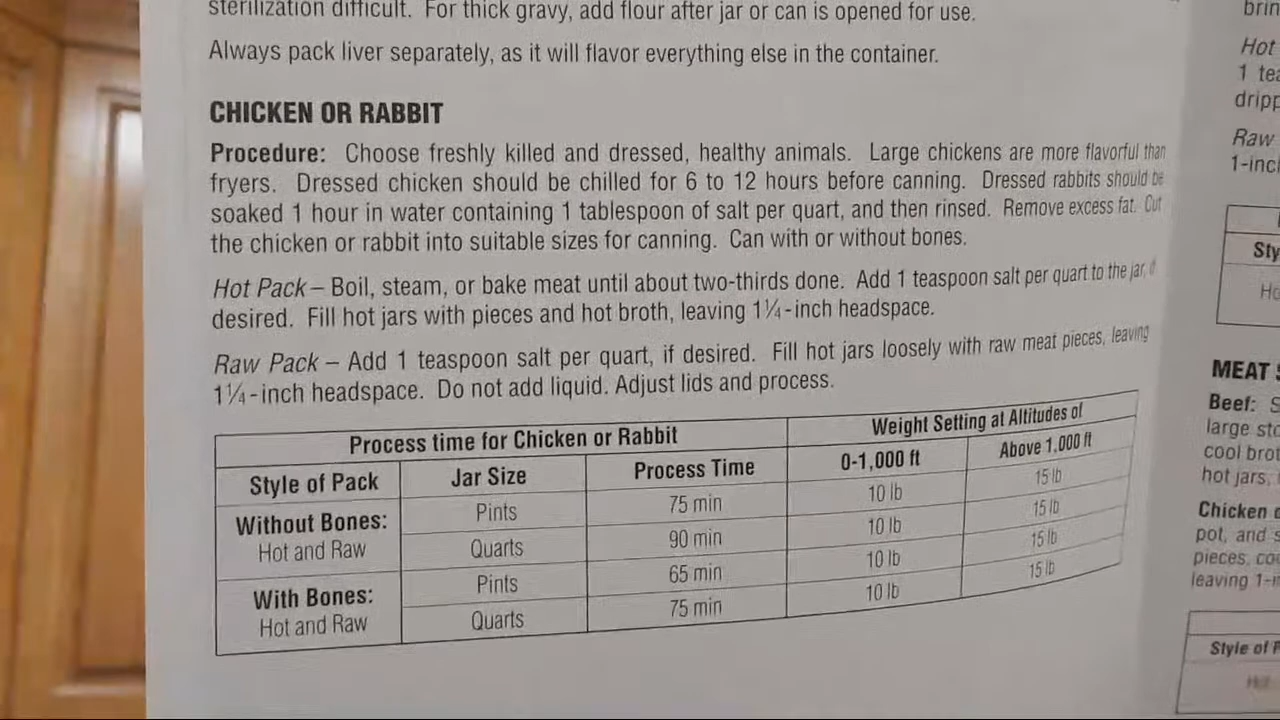 sterilization difficult. For thick gravy, add flour after jar or can is opened for use.
Always pack liver separately, as it will flavor everything else in the container.
CHICKEN OR RABBIT
Procedure: Choose freshly killed and dressed, healthy animals. Large chickens are more flavorful than
fryers. Dressed chicken should be chilled for 6 to 12 hours before canning. Dressed rabbits should be
soaked 1 hour in water containing 1 tablespoon of salt per quart, and then rinsed. Remove excess fat. Cut
the chicken or rabbit into suitable sizes for canning. Can with or without bones.
Hot Pack – Boil, steam, or bake meat until about two-thirds done. Add 1 teaspoon salt per quart to the jar,
desired. Fill hot jars with pieces and hot broth, leaving 1¼-inch headspace.
Raw Pack – Add 1 teaspoon salt per quart, if desired. Fill hot jars loosely with raw meat pieces, leaving
1¼-inch headspace. Do not add liquid. Adjust lids and process.
Process time for Chicken or Rabbit Weight Setting at Altitudes of
Style of Pack Jar Size Process Time 0-1,000 ft Above 1,000 ft
Without Bones: Pints 75 min 10 lb 15 lb
Hot and Raw Quarts 90 min 10 lb 15 lb
With Bones: Pints 65 min 10 lb 15 lb
Hot and Raw Quarts 75 min 10 lb 15 lb
brin
Hot
1 tea
dripp
Raw
1-inc
Sty
Ho
MEAT
Beef:
large sto
cool brot
hot jars,
Chicken
pot, and s
pieces, co
leaving 1-i
Style of P